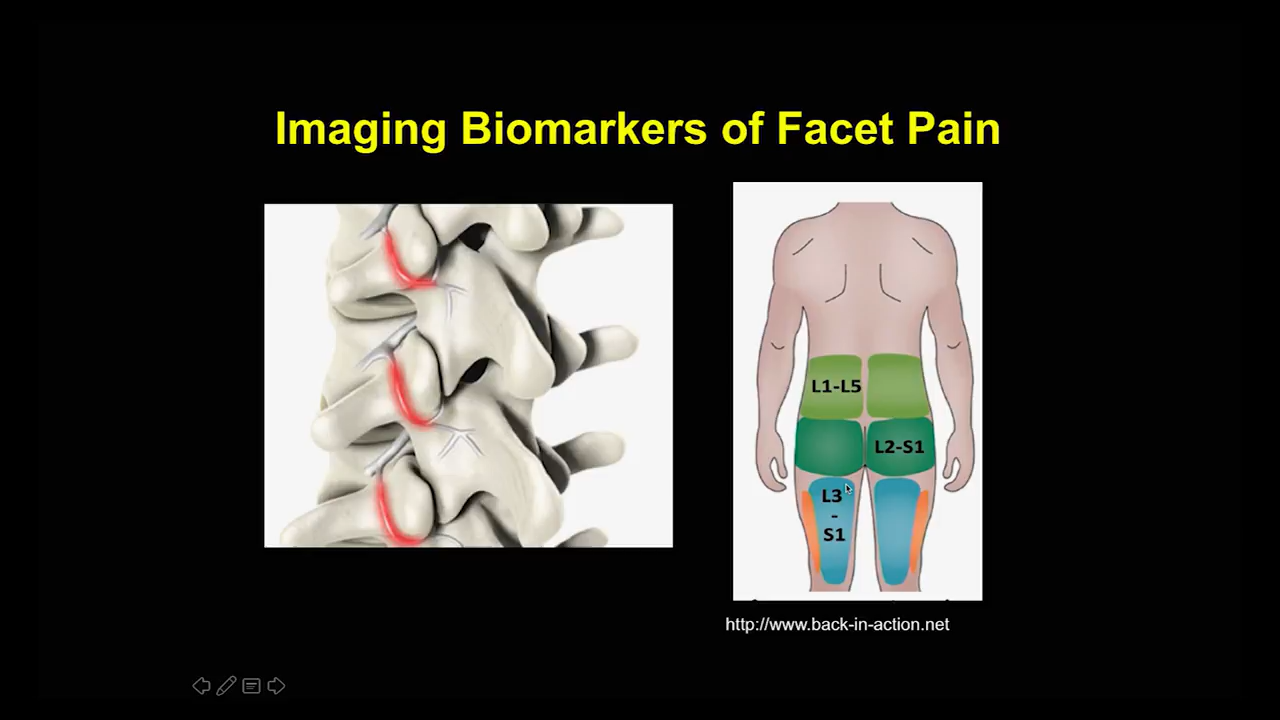 Imaging Biomarkers of Facet Pain
L1-L5
L2-S1
L3
-
S1
http://www.back-in-action.net